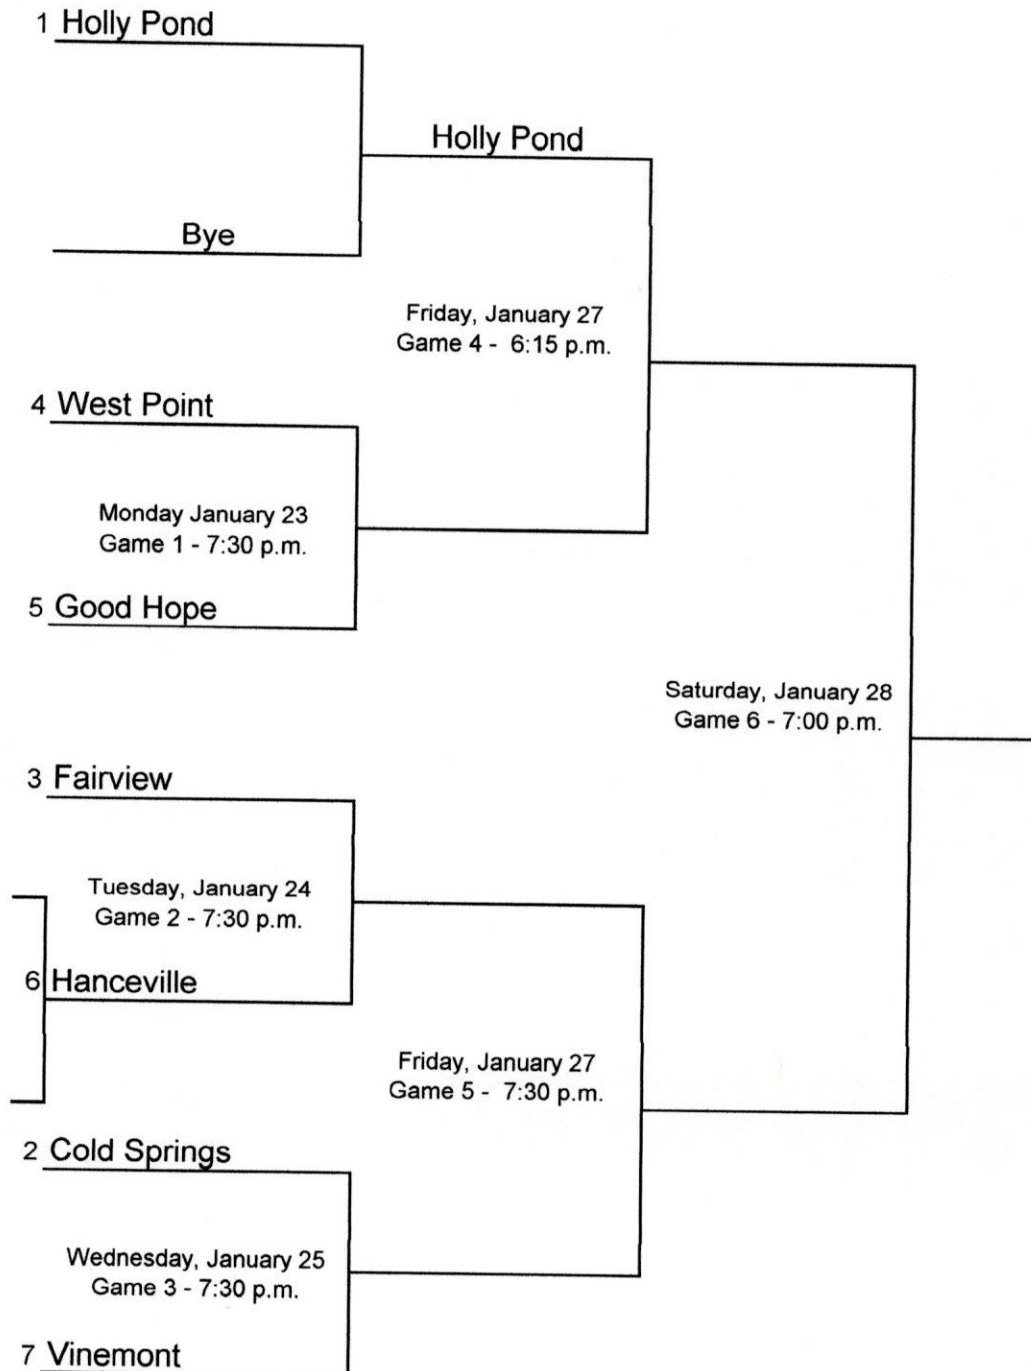 1 Holly Pond
Holly Pond
Bye
Friday, January 27
Game 4 - 6:15 p.m.
4 West Point
Monday January 23
Game 1 - 7:30 p.m.
5 Good Hope
Saturday, January 28
Game 6 - 7:00 p.m.
3 Fairview
Tuesday, January 24
Game 2 - 7:30 p.m.
6 Hanceville
Friday, January 27
Game 5 - 7:30 p.m.
2 Cold Springs
Wednesday, January 25
Game 3 - 7:30 p.m.
7 Vinemont